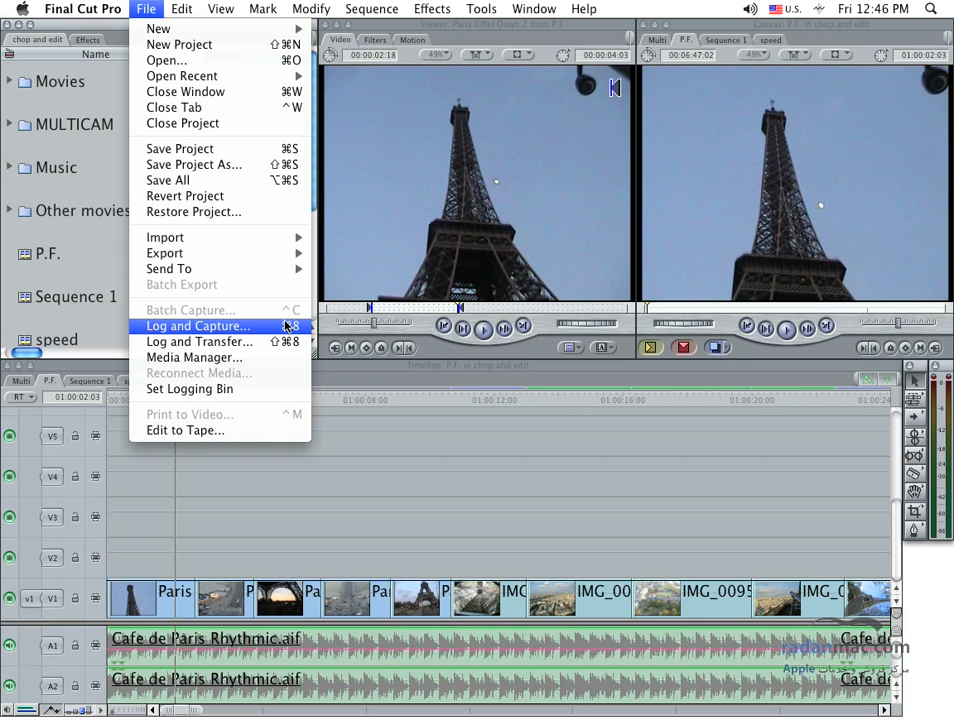 Final Cut Pro File Edit View Mark Modify Sequence Effects Tools Window Help U.S. Fri 12:46 PM
chop and edit Effects
Name
Movies
MULTICAM
Music
Other movies
P.F.
Sequence 1
speed
New
New Project ⇧⌘N
Open... ⌘O
Open Recent
Close Window ⌘W
Close Tab ^W
Close Project
Save Project ⌘S
Save Project As... ⇧⌘S
Save All ⌥⌘S
Revert Project
Restore Project...
Import
Export
Send To
Batch Export
Batch Capture... ^C
Log and Capture... 8
Log and Transfer... ⇧⌘8
Media Manager...
Reconnect Media...
Set Logging Bin
Print to Video... ^M
Edit to Tape...
Viewer: Paris Eiffel Down 2 from P.F.
Video Filters Motion
00:00:02:18 49% 00:00:04:03
Canvas: P.F. in chop and edit
Multi P.F. Sequence 1 speed
00:06:47:02 49% 01:00:02:03
Timeline: P.F. in chop and edit
Multi P.F. Sequence 1
RT 01:00:02:03 01:00:08:00 01:00:12:00 01:00:16:00 01:00:20:00 01:00:24
V5
V4
V3
V2
v1 V1 Paris P Pa Pa P IMC IMG_00 IMG_0095 IMG_0
A1 Cafe de Paris Rhythmic.aif Cafe de
A2 Cafe de Paris Rhythmic.aif Cafe de
radanmac.com
مرکز فروش و خدمات Apple